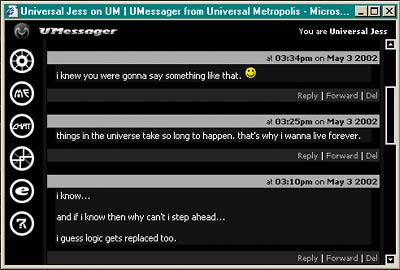 Universal Jess on UM | UMessager from Universal Metropolis - Micros...
UMessager
You are Universal Jess
at 03:34pm on May 3 2002
i knew you were gonna say something like that.
Reply | Forward | Del
at 03:25pm on May 3 2002
things in the universe take so long to happen. that's why i wanna live forever.
Reply | Forward | Del
at 03:10pm on May 3 2002
i know...
and if i know then why can't i step ahead...
i guess logic gets replaced too.
Reply | Forward | Del
ME
CHAT
e